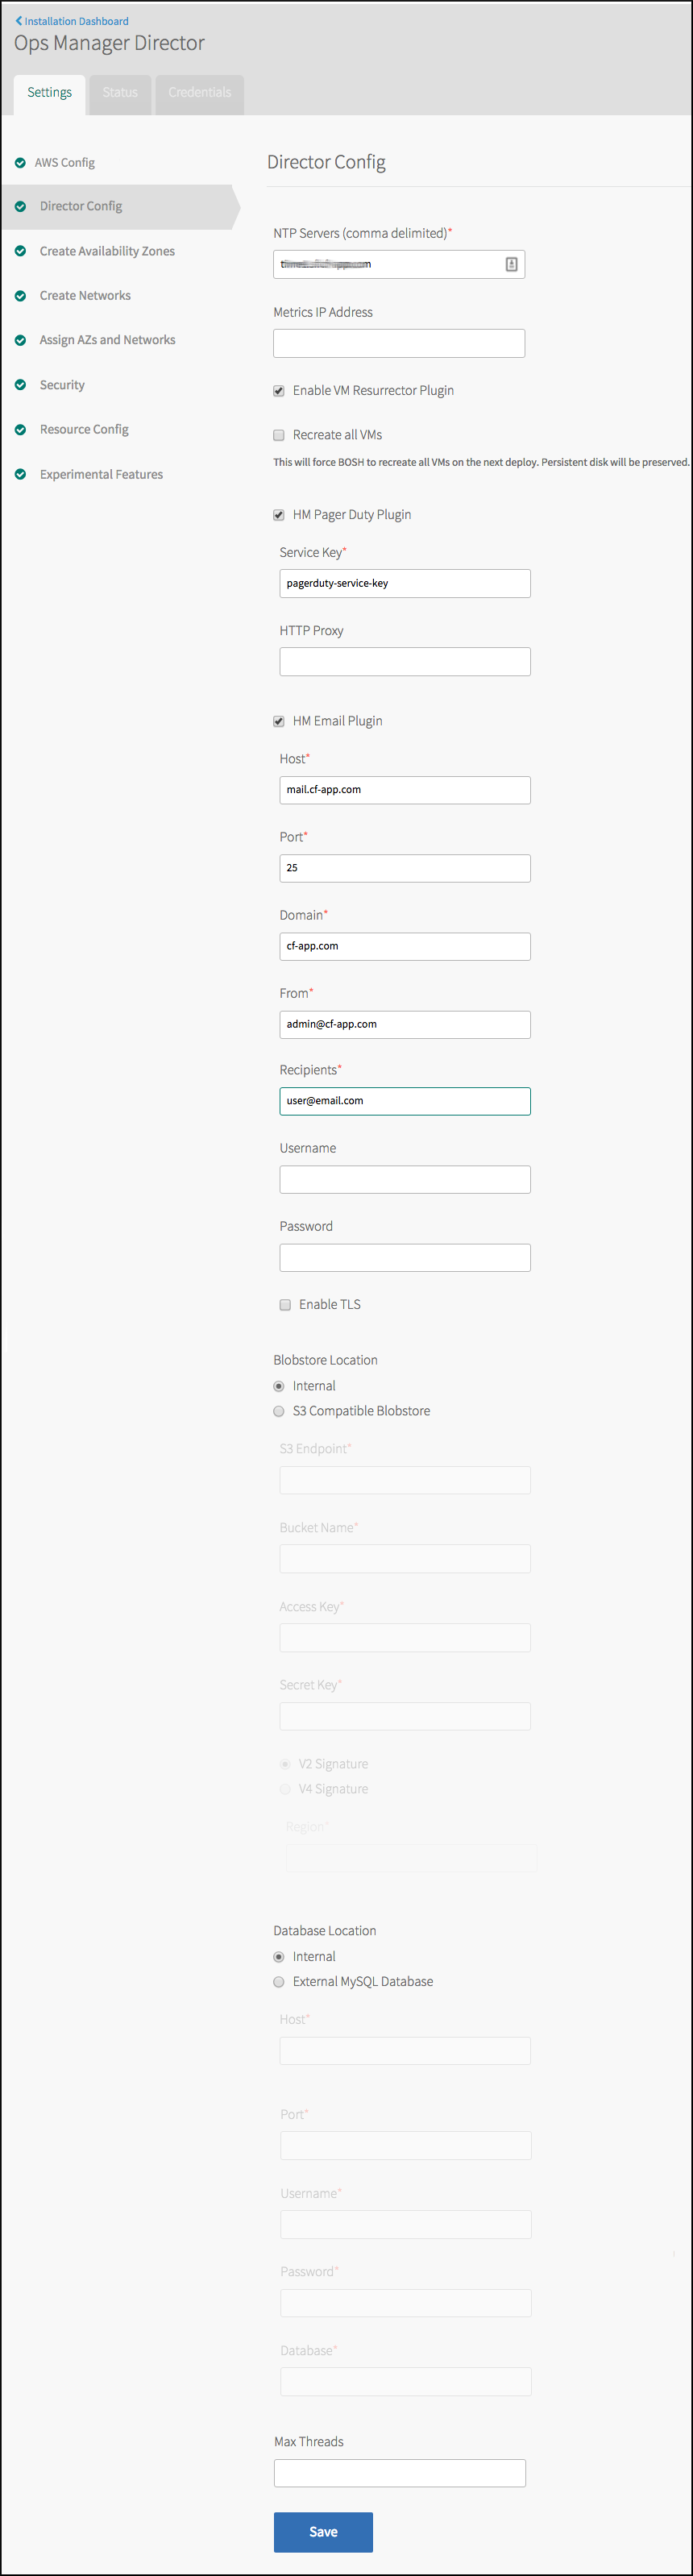 Installation Dashboard
Ops Manager Director
Settings
Status
Credentials
AWS Config
Director Config
Create Availability Zones
Create Networks
Assign AZs and Networks
Security
Resource Config
Experimental Features
Director Config
NTP Servers (comma delimited)*
Metrics IP Address
Enable VM Resurrector Plugin
Recreate all VMs
This will force BOSH to recreate all VMs on the next deploy. Persistent disk will be preserved.
HM Pager Duty Plugin
Service Key*
pagerduty-service-key
HTTP Proxy
HM Email Plugin
Host*
mail.cf-app.com
Port*
25
Domain*
cf-app.com
From*
admin@cf-app.com
Recipients*
user@email.com
Username
Password
Enable TLS
Blobstore Location
Internal
S3 Compatible Blobstore
S3 Endpoint*
Bucket Name*
Access Key*
Secret Key*
V2 Signature
V4 Signature
Region*
Database Location
Internal
External MySQL Database
Host*
Port*
Username*
Password*
Database*
Max Threads
Save